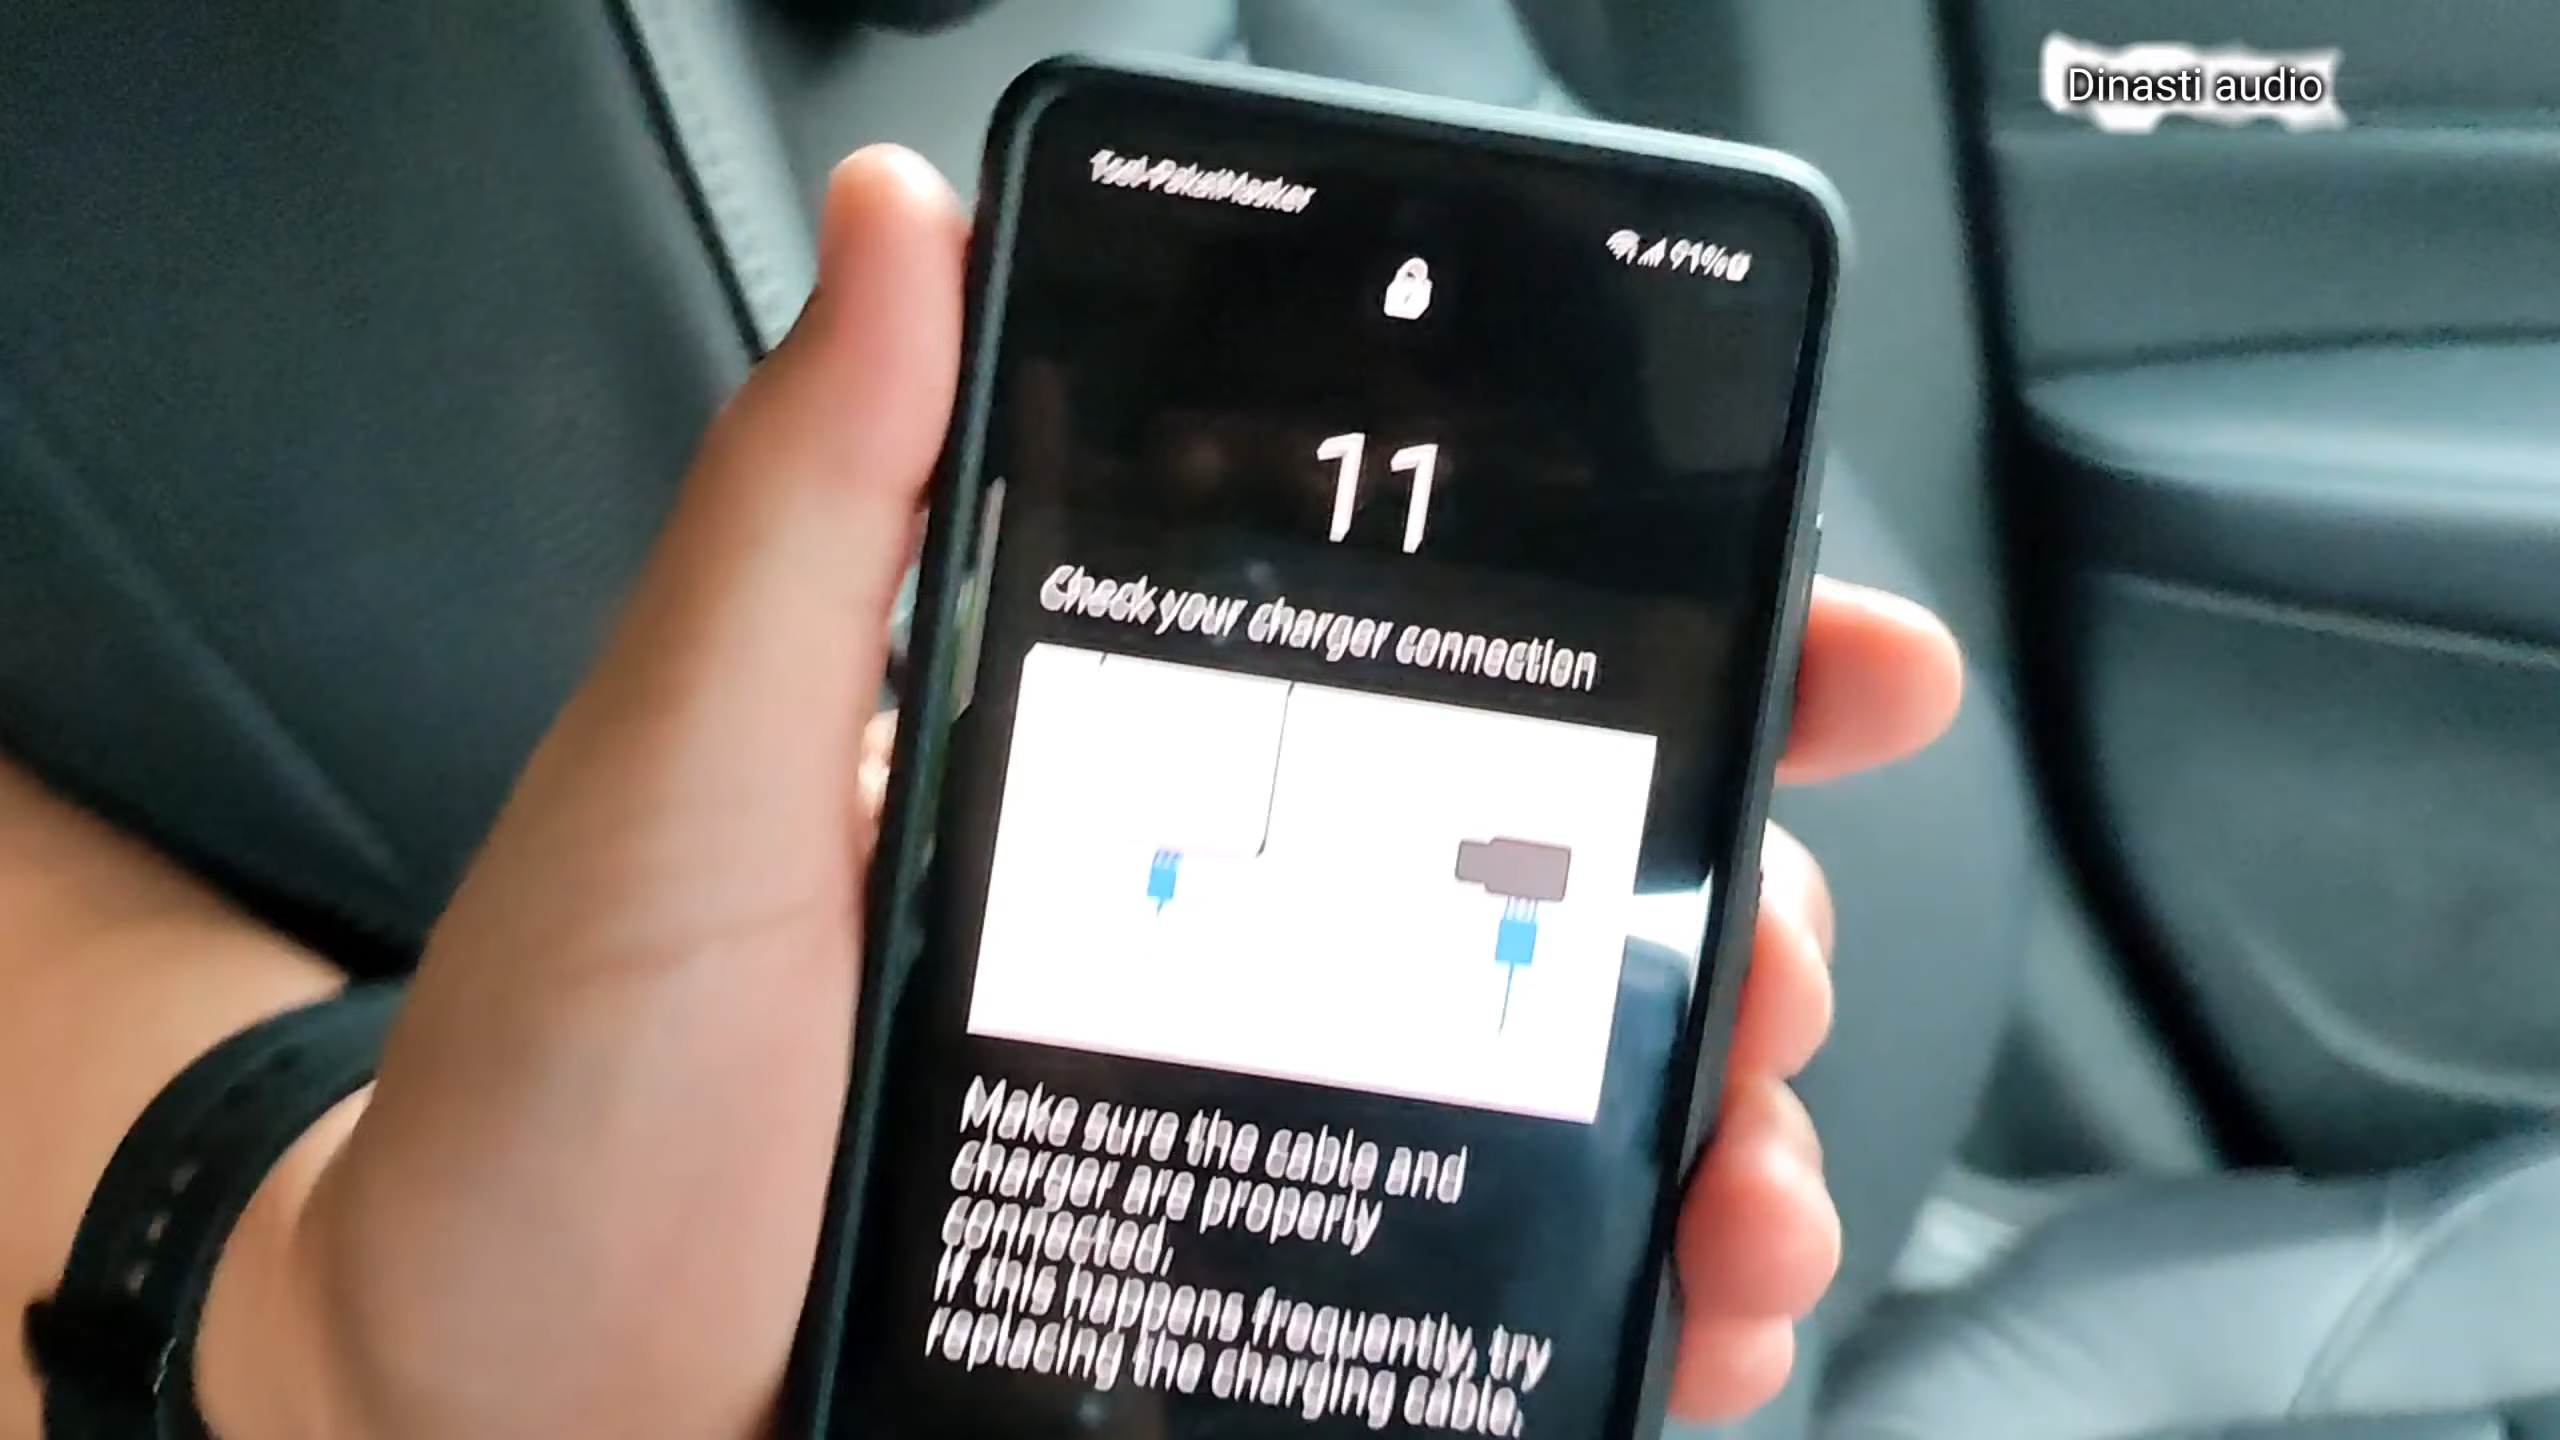 Dinasti audio
91%
11
Check your charger connection
Make sure the cable and
charger are properly
connected.
If this happens frequently, try
replacing the charging cable.